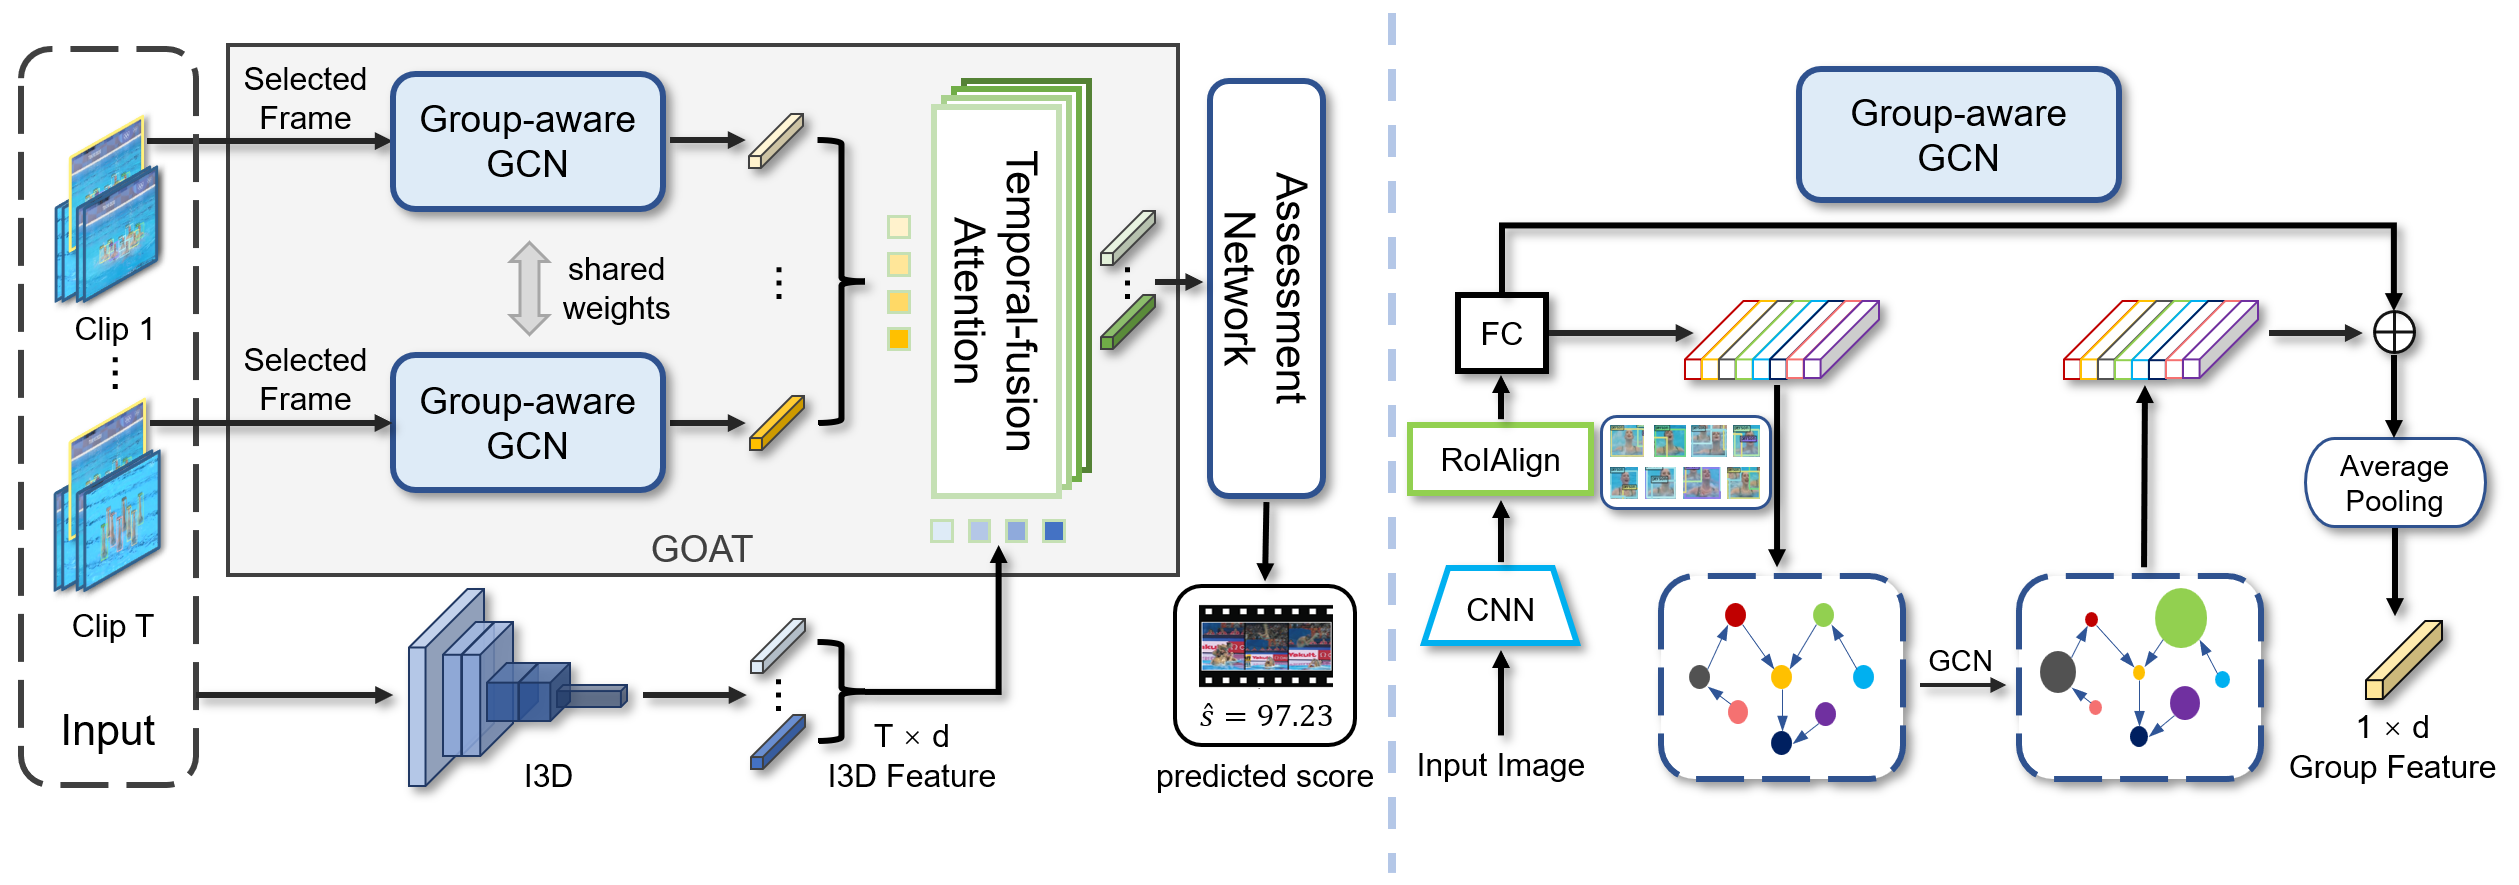 Selected
Frame
Group-aware
GCN
shared
weights
Clip 1
Selected
Frame
Group-aware
GCN
Clip T
Input
GOAT
Temporal-fusion
Attention
Assessment
Network
I3D
T × d
I3D Feature
Yakult
Yakult
ŝ = 97.23
predicted score
Group-aware
GCN
FC
RoIAlign
CNN
Input Image
GCN
Average
Pooling
1 × d
Group Feature